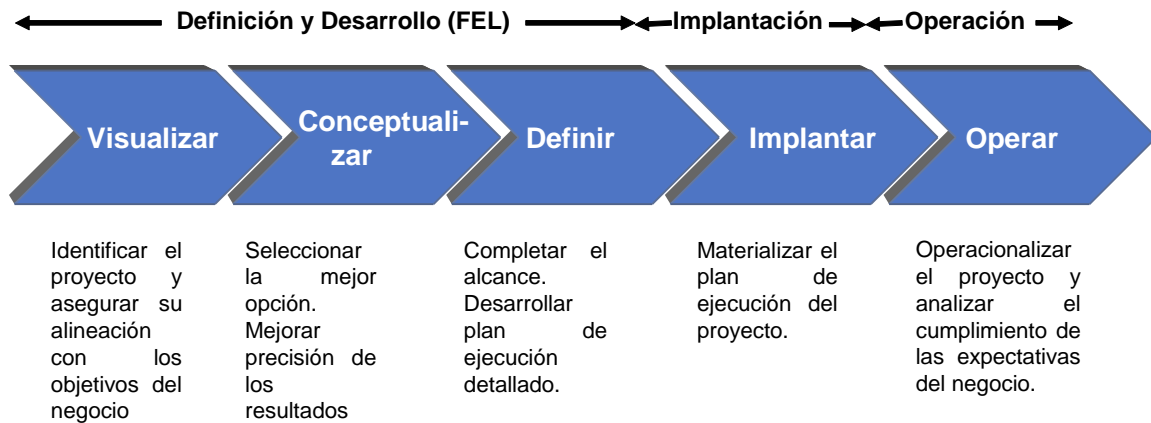 Definición y Desarrollo (FEL)
Implantación
Operación
Visualizar
Conceptuali-
zar
Definir
Implantar
Operar
Identificar el
proyecto y
asegurar su
alineación
con los
objetivos del
negocio
Seleccionar
la mejor
opción.
Mejorar
precisión de
los
resultados
Completar el
alcance.
Desarrollar
plan de
ejecución
detallado.
Materializar el
plan de
ejecución del
proyecto.
Operacionalizar
el proyecto y
analizar el
cumplimiento de
las expectativas
del negocio.